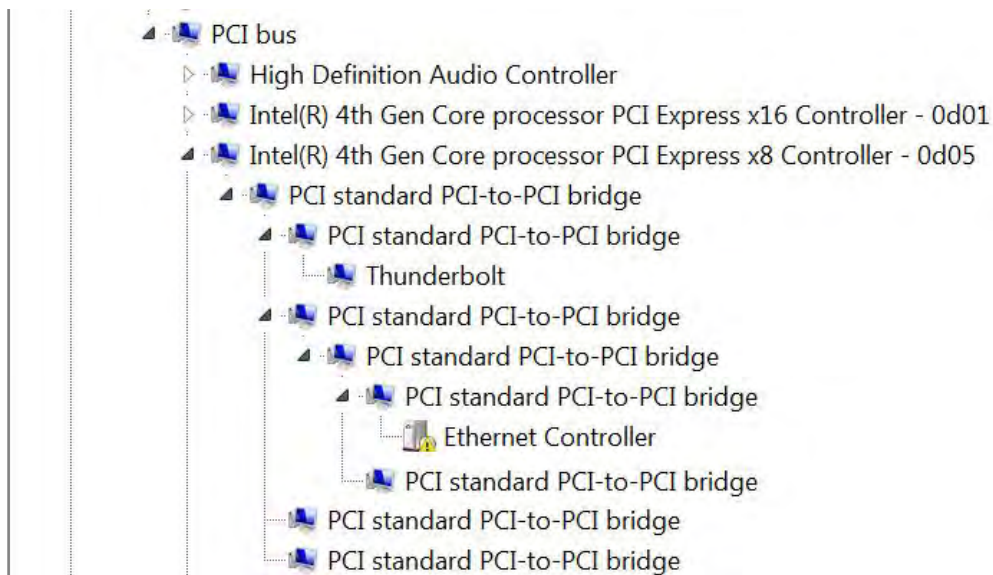 PCI bus
High Definition Audio Controller
Intel(R) 4th Gen Core processor PCI Express x16 Controller - 0d01
Intel(R) 4th Gen Core processor PCI Express x8 Controller - 0d05
PCI standard PCI-to-PCI bridge
PCI standard PCI-to-PCI bridge
Thunderbolt
PCI standard PCI-to-PCI bridge
PCI standard PCI-to-PCI bridge
PCI standard PCI-to-PCI bridge
Ethernet Controller
PCI standard PCI-to-PCI bridge
PCI standard PCI-to-PCI bridge
PCI standard PCI-to-PCI bridge